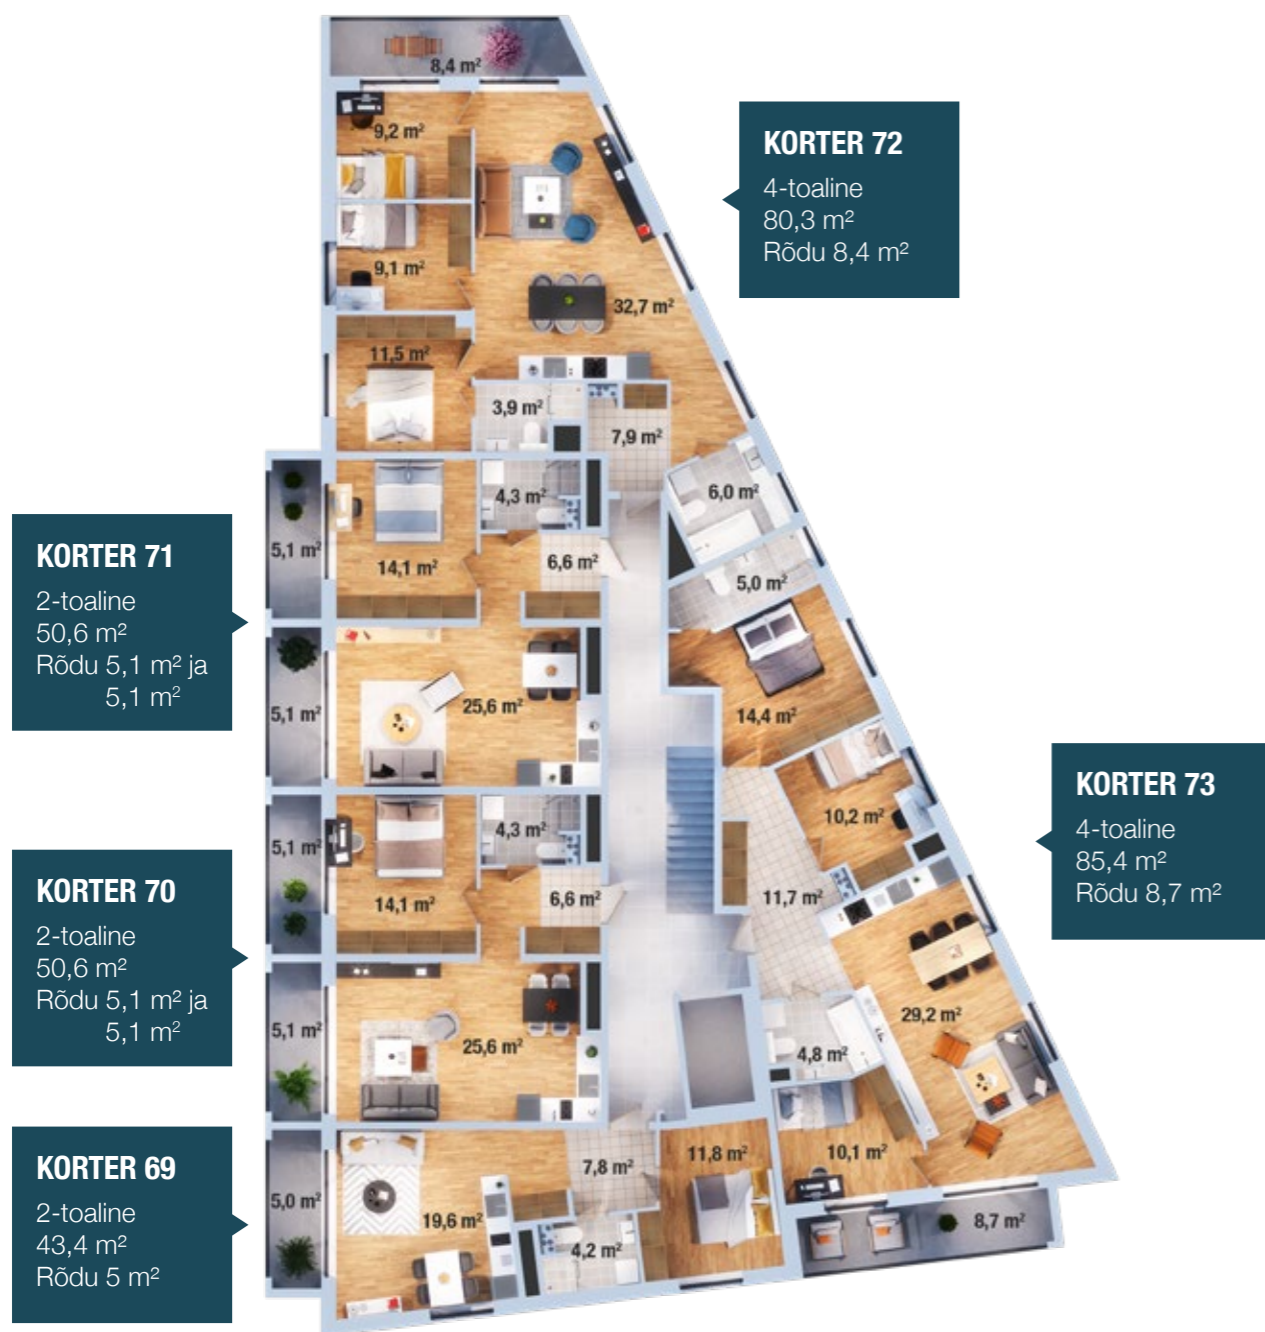 8,4 m²
9,2 m²
9,1 m²
32,7 m²
11,5 m²
3,9 m²
7,9 m²
6,0 m²
KORTER 72
4-toaline
80,3 m²
Rõdu 8,4 m²
KORTER 71
2-toaline
50,6 m²
Rõdu 5,1 m² ja
5,1 m²
5,1 m²
14,1 m²
4,3 m²
6,6 m²
5,1 m²
25,6 m²
5,0 m²
14,4 m²
10,2 m²
11,7 m²
29,2 m²
4,8 m²
10,1 m²
8,7 m²
KORTER 73
4-toaline
85,4 m²
Rõdu 8,7 m²
KORTER 70
2-toaline
50,6 m²
Rõdu 5,1 m² ja
5,1 m²
5,1 m²
14,1 m²
4,3 m²
6,6 m²
5,1 m²
25,6 m²
KORTER 69
2-toaline
43,4 m²
Rõdu 5 m²
5,0 m²
19,6 m²
7,8 m²
4,2 m²
11,8 m²